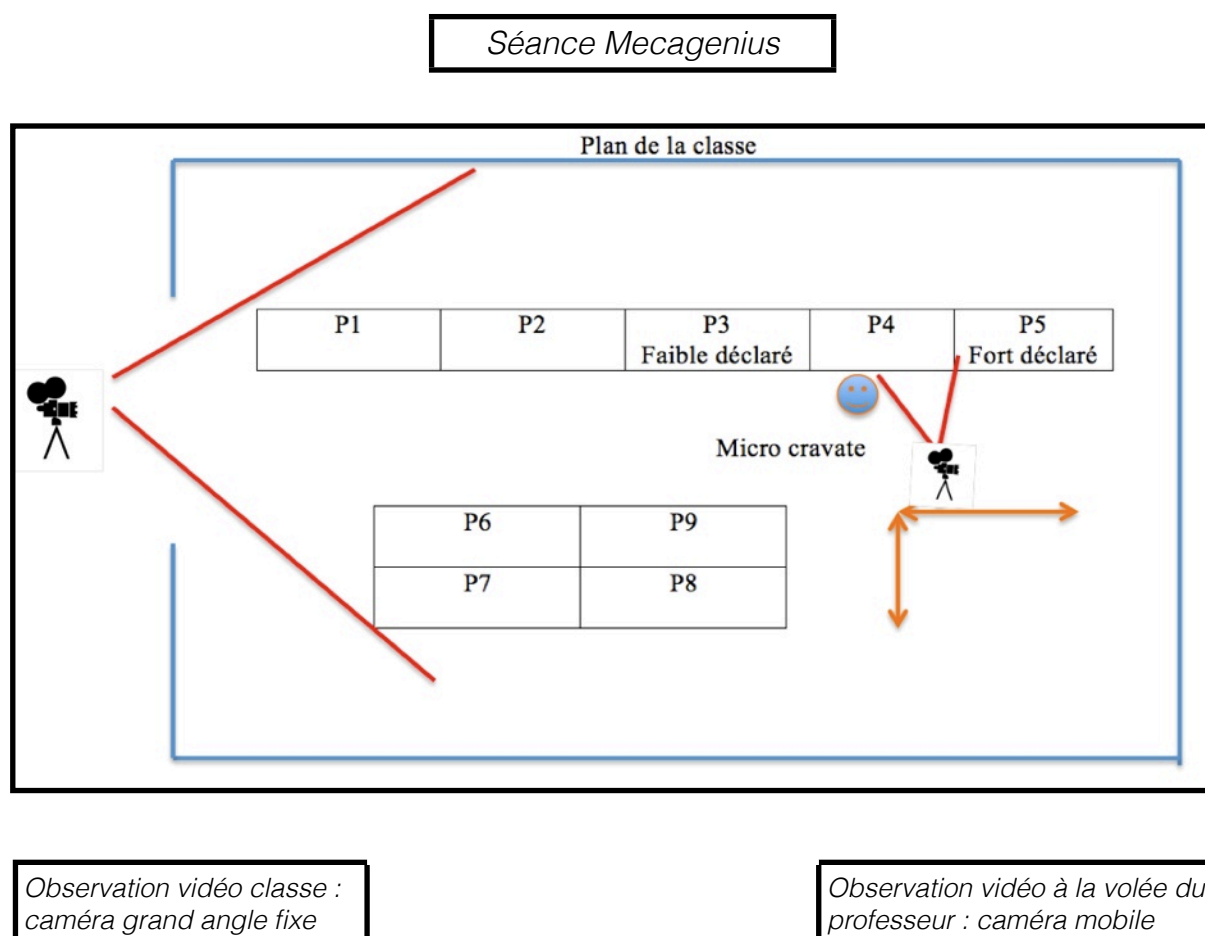 Séance Mecagenius
Plan de la classe
P1
P2
P3
Faible déclaré
P4
P5
Fort déclaré
Micro cravate
P6
P9
P7
P8
Observation vidéo classe :
caméra grand angle fixe
Observation vidéo à la volée du
professeur : caméra mobile